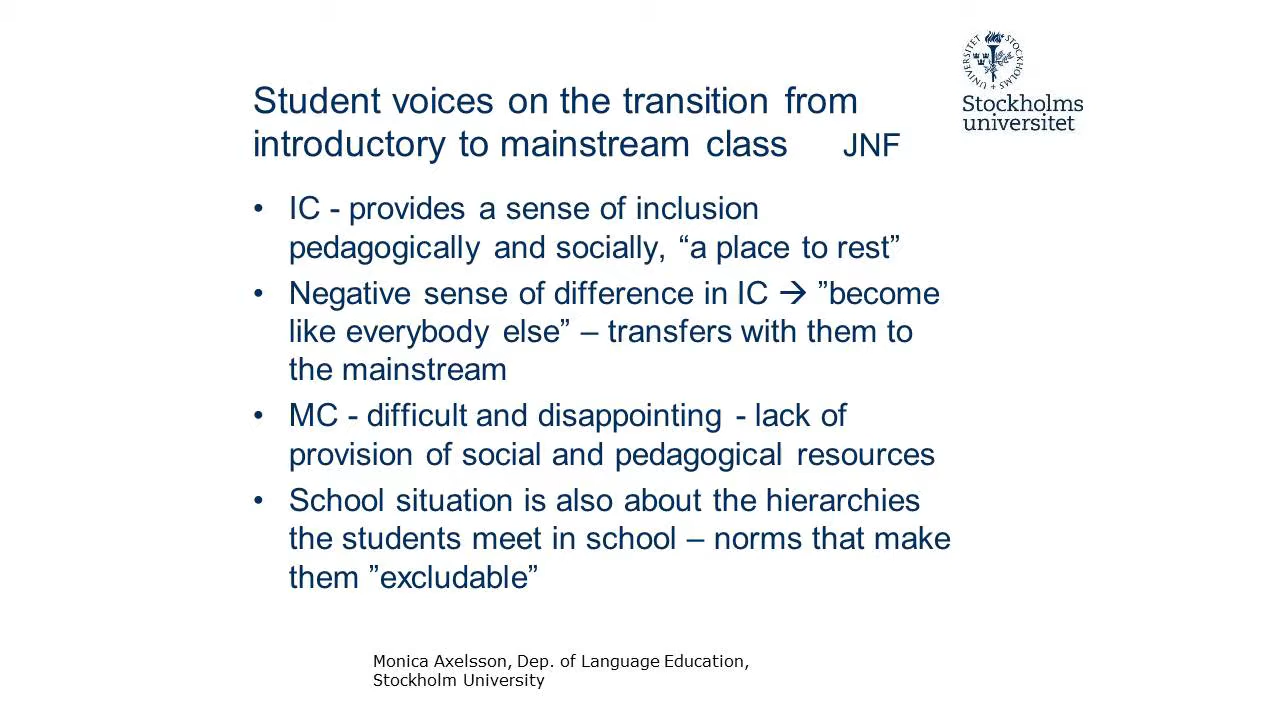 Student voices on the transition from
introductory to mainstream class JNF
STOCKHOLMS UNIVERSITET
Stockholms
universitet
• IC - provides a sense of inclusion
pedagogically and socially, “a place to rest”
• Negative sense of difference in IC → ”become
like everybody else” – transfers with them to
the mainstream
• MC - difficult and disappointing - lack of
provision of social and pedagogical resources
• School situation is also about the hierarchies
the students meet in school – norms that make
them ”excludable”
Monica Axelsson, Dep. of Language Education,
Stockholm University